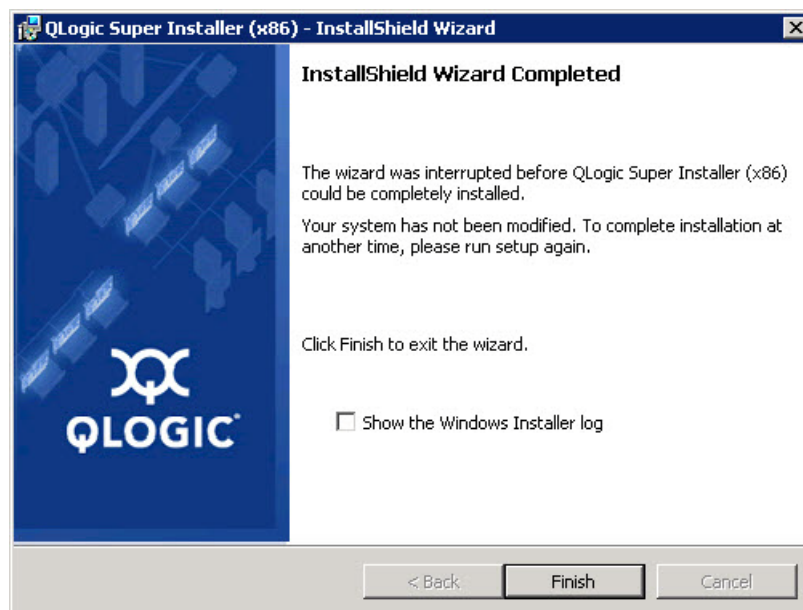 QLogic Super Installer (x86) - InstallShield Wizard
InstallShield Wizard Completed
The wizard was interrupted before QLogic Super Installer (x86)
could be completely installed.
Your system has not been modified. To complete installation at
another time, please run setup again.
Click Finish to exit the wizard.
Show the Windows Installer log
QLOGIC
< Back
Finish
Cancel